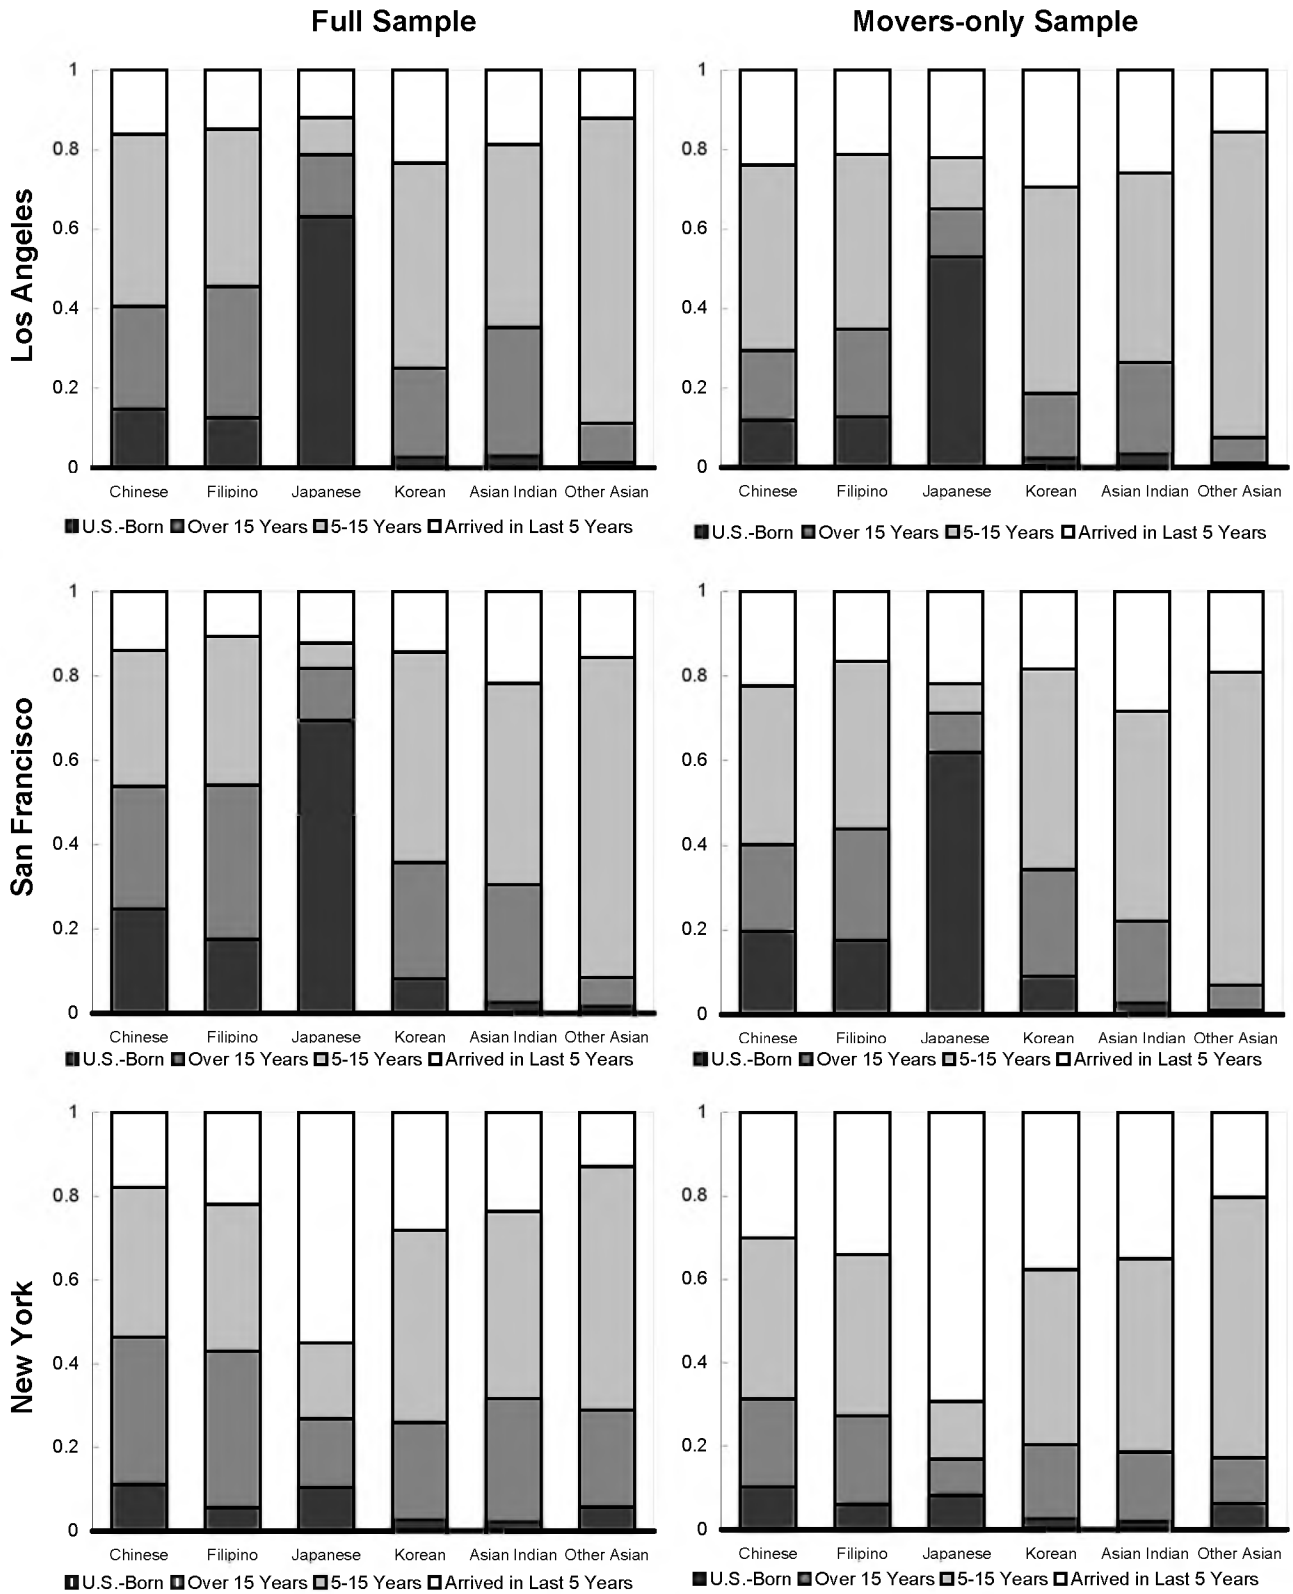 Full Sample Movers-only Sample
Los Angeles
1
0.8
0.6
0.4
0.2
0
Chinese Filipino Japanese Korean Asian Indian Other Asian
U.S.-Born Over 15 Years 5-15 Years Arrived in Last 5 Years
1
0.8
0.6
0.4
0.2
0
Chinese Filipino Japanese Korean Asian Indian Other Asian
U.S.-Born Over 15 Years 5-15 Years Arrived in Last 5 Years
San Francisco
1
0.8
0.6
0.4
0.2
0
Chinese Filipino Japanese Korean Asian Indian Other Asian
U.S.-Born Over 15 Years 5-15 Years Arrived in Last 5 Years
1
0.8
0.6
0.4
0.2
0
Chinese Filipino Japanese Korean Asian Indian Other Asian
U.S.-Born Over 15 Years 5-15 Years Arrived in Last 5 Years
New York
1
0.8
0.6
0.4
0.2
0
Chinese Filipino Japanese Korean Asian Indian Other Asian
U.S.-Born Over 15 Years 5-15 Years Arrived in Last 5 Years
1
0.8
0.6
0.4
0.2
0
Chinese Filipino Japanese Korean Asian Indian Other Asian
U.S.-Born Over 15 Years 5-15 Years Arrived in Last 5 Years